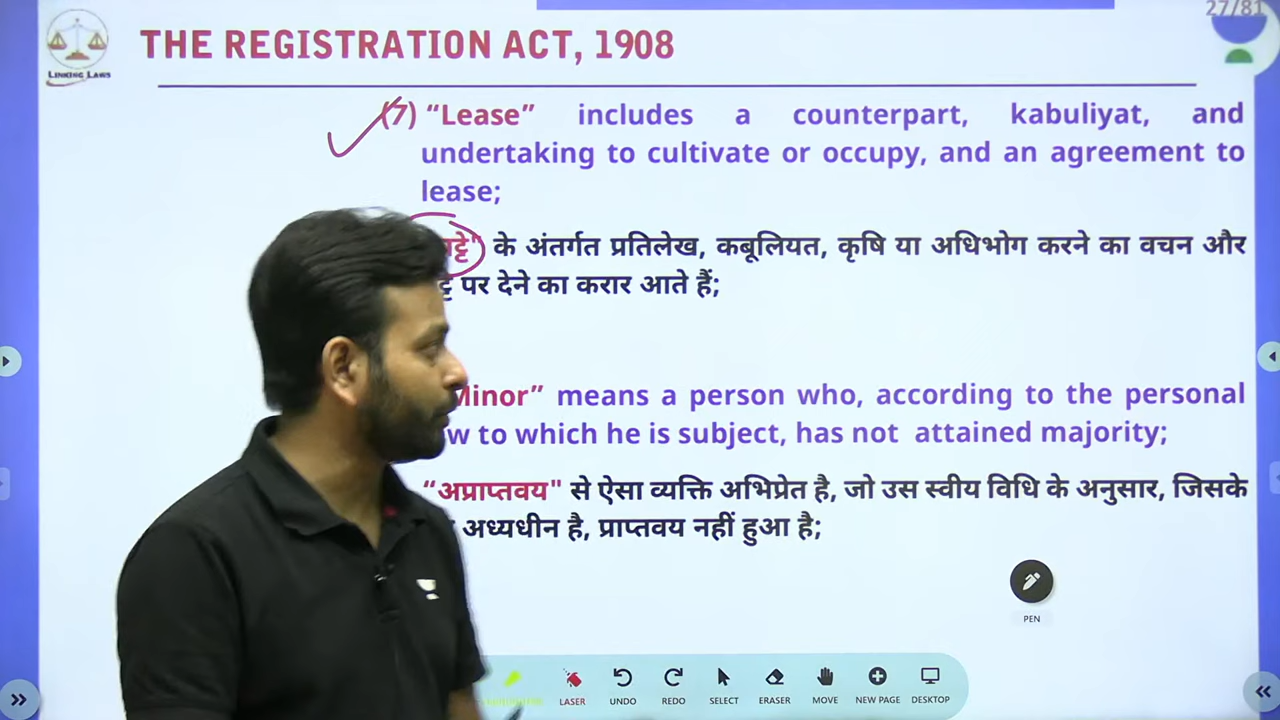 27/81
LINKING LAWS
THE REGISTRATION ACT, 1908
(7) “Lease” includes a counterpart, kabuliyat, and
undertaking to cultivate or occupy, and an agreement to
lease;
के अंतर्गत प्रतिलेख, कबूलियत, कृषि या अधिभोग करने का वचन और
पर देने का करार आते हैं;
Minor” means a person who, according to the personal
to which he is subject, has not attained majority;
“अप्राप्तवय" से ऐसा व्यक्ति अभिप्रेत है, जो उस स्वीय विधि के अनुसार, जिसके
अध्यधीन है, प्राप्तवय नहीं हुआ है;
PEN
LASER UNDO REDO SELECT ERASER MOVE NEW PAGE DESKTOP